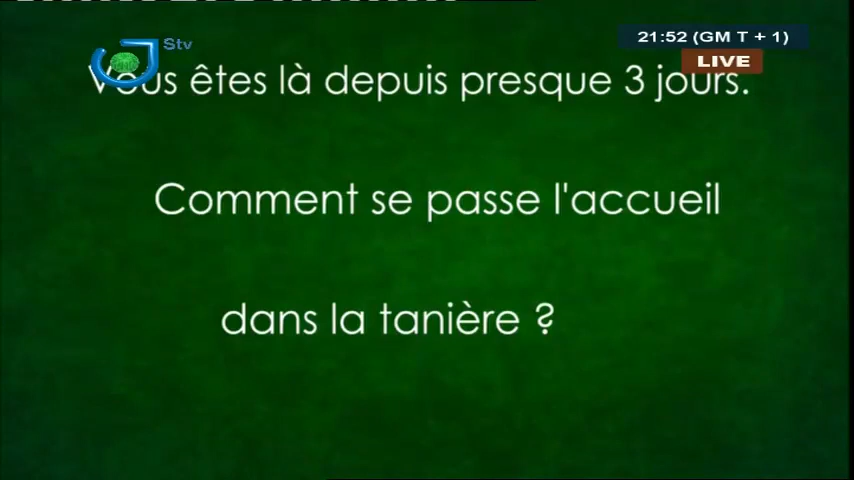 Stv
21:52 (GM T + 1)
LIVE
Vous êtes là depuis presque 3 jours.
Comment se passe l'accueil
dans la tanière ?